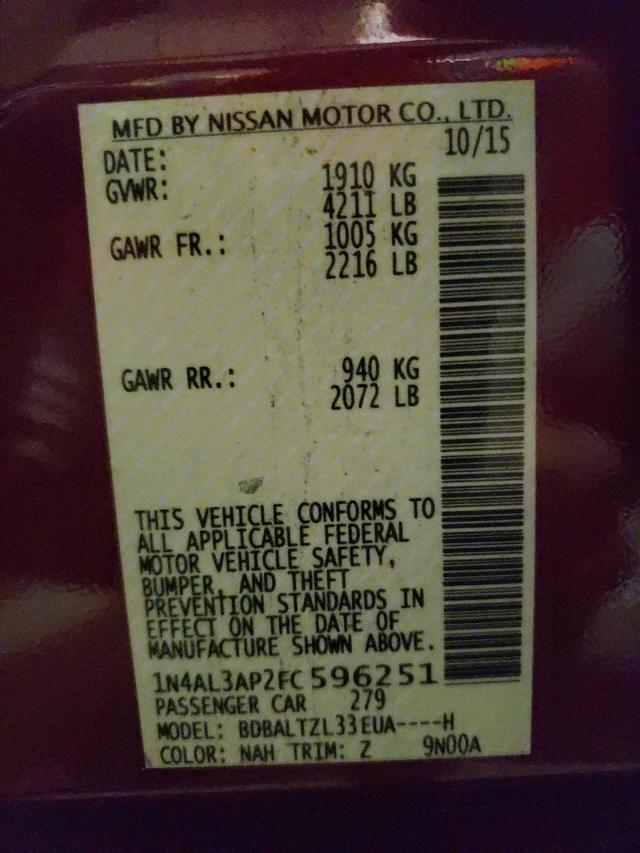 MFD BY NISSAN MOTOR CO., LTD.
DATE: 10/15
GVWR: 1910 KG
4211 LB
GAWR FR.: 1005 KG
2216 LB
GAWR RR.: 940 KG
2072 LB
THIS VEHICLE CONFORMS TO
ALL APPLICABLE FEDERAL
MOTOR VEHICLE SAFETY,
BUMPER, AND THEFT
PREVENTION STANDARDS IN
EFFECT ON THE DATE OF
MANUFACTURE SHOWN ABOVE.
1N4AL3AP2FC596251
PASSENGER CAR 279
MODEL: BDBALTZL33EUA----H
COLOR: NAH TRIM: Z 9N00A